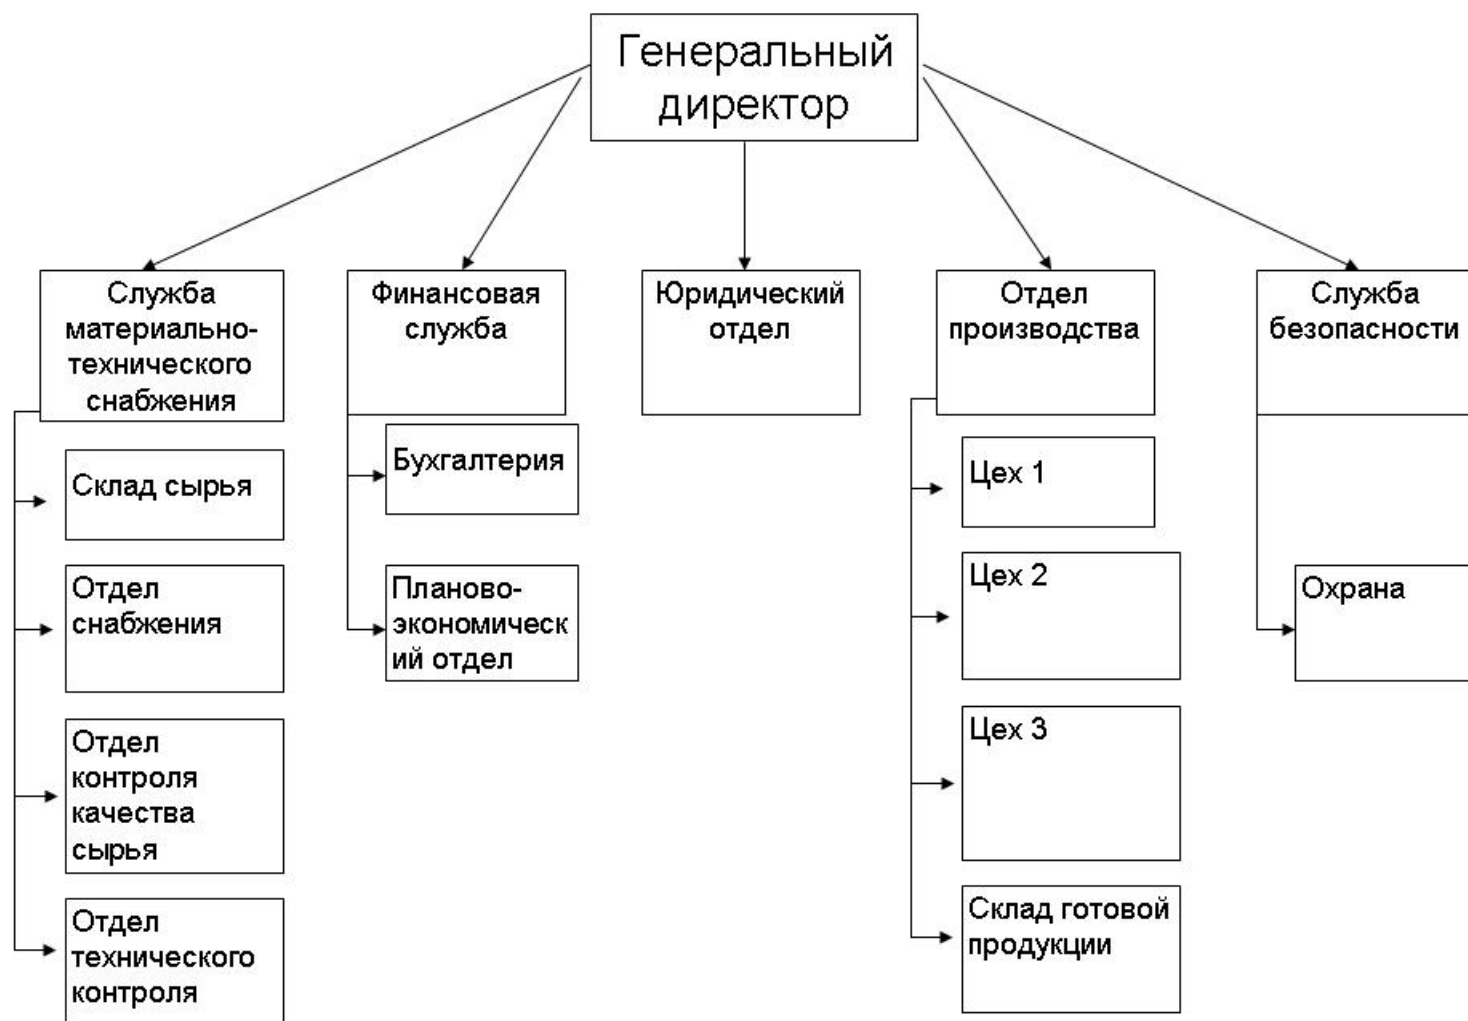 Генеральный
директор
Служба
материально-
технического
снабжения
Финансовая
служба
Юридический
отдел
Отдел
производства
Служба
безопасности
Склад сырья
Отдел
снабжения
Отдел
контроля
качества
сырья
Отдел
технического
контроля
Бухгалтерия
Планово-
экономическ
ий отдел
Цех 1
Цех 2
Цех 3
Склад готовой
продукции
Охрана